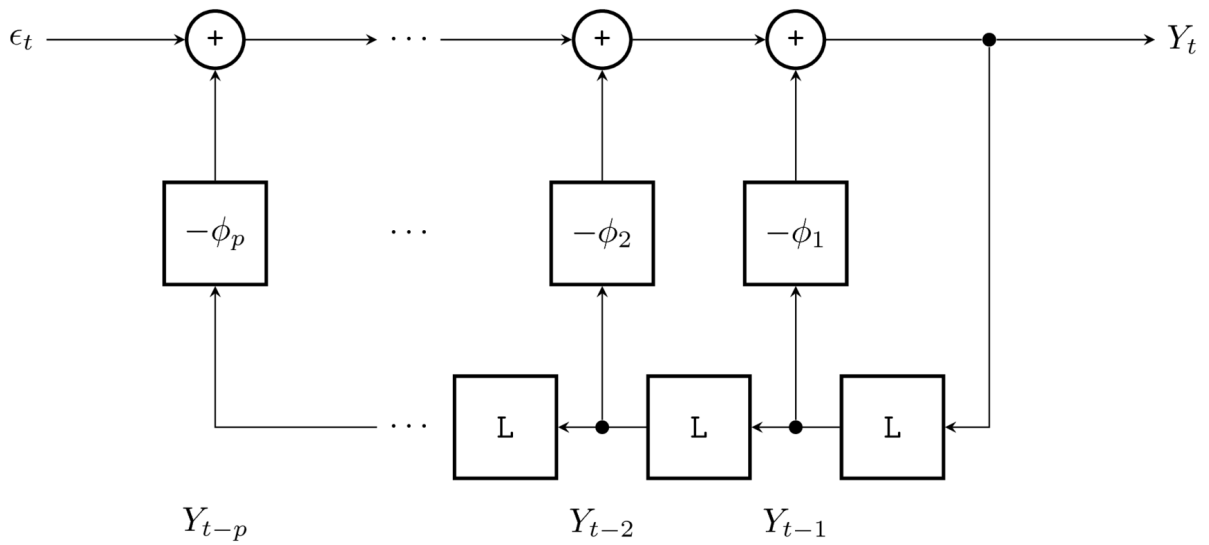 ϵ_t + ⋯ + + Y_t
−ϕ_p ⋯ −ϕ_2 −ϕ_1
⋯ L L L
Y_{t−p} Y_{t−2} Y_{t−1}